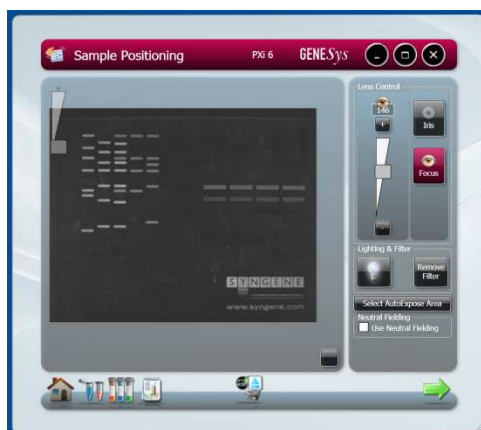 Sample Positioning
PXi 6
GENESys
Lens Control
146
+
Iris
Focus
-
Lighting & Filter
Remove
Filter
Select AutoExpose Area
Neutral Fielding
Use Neutral Fielding
SYNGENE
www.syngene.com